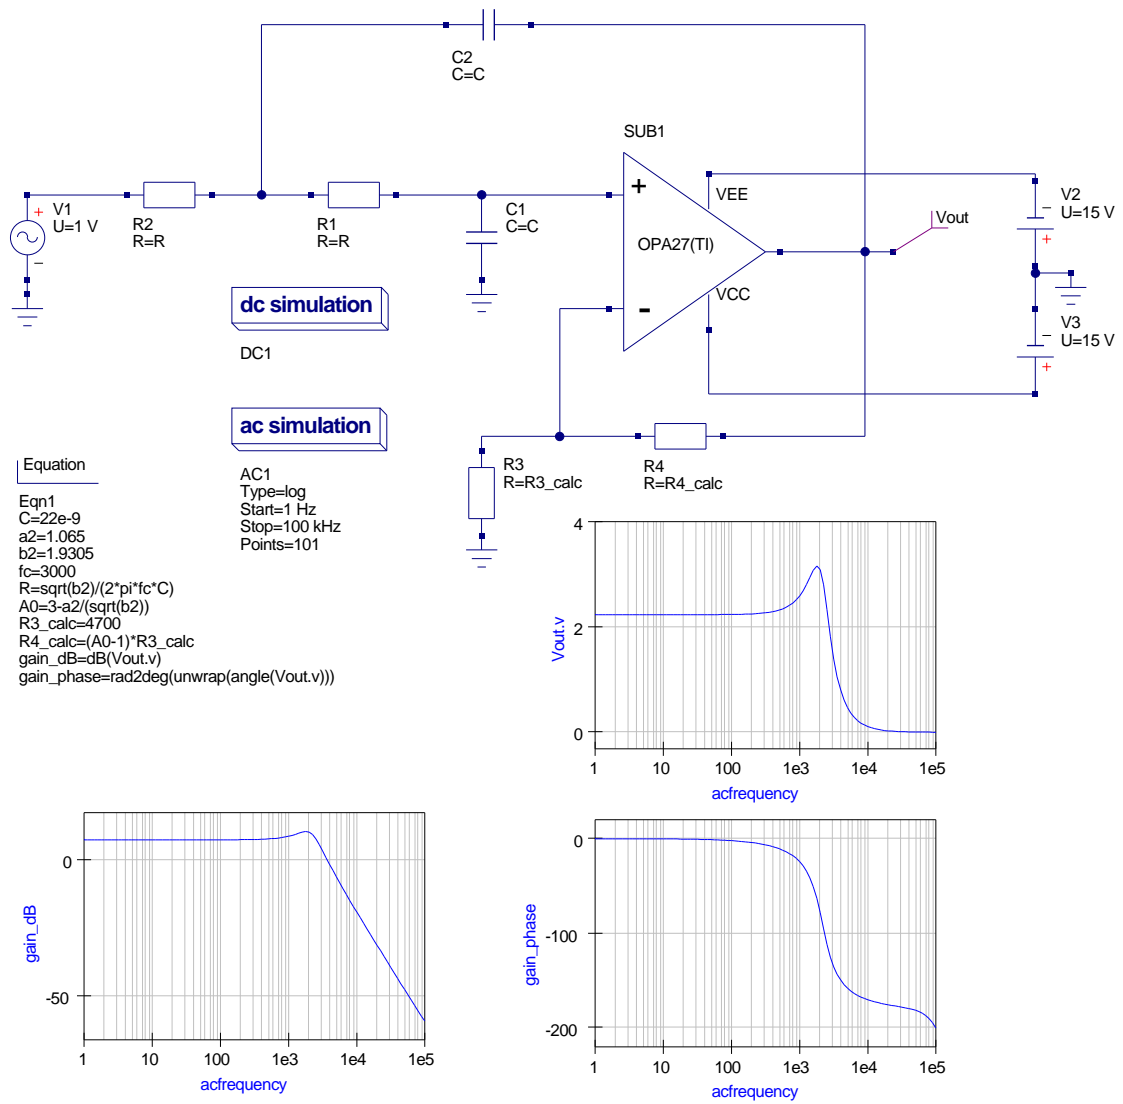 C2
C=C
SUB1
+
VEE
V1
U=1 V
+
−
R2
R=R
R1
R=R
C1
C=C
OPA27(TI)
Vout
V2
U=15 V
−
+
VCC
-
V3
U=15 V
−
+
dc simulation
DC1
ac simulation
AC1
Type=log
Start=1 Hz
Stop=100 kHz
Points=101
R3
R=R3_calc
R4
R=R4_calc
Equation
Eqn1
C=22e-9
a2=1.065
b2=1.9305
fc=3000
R=sqrt(b2)/(2*pi*fc*C)
A0=3-a2/(sqrt(b2))
R3_calc=4700
R4_calc=(A0-1)*R3_calc
gain_dB=dB(Vout.v)
gain_phase=rad2deg(unwrap(angle(Vout.v)))
4
2
0
Vout.v
1 10 100 1e3 1e4 1e5
acfrequency
0
-50
gain_dB
1 10 100 1e3 1e4 1e5
acfrequency
0
-100
-200
gain_phase
1 10 100 1e3 1e4 1e5
acfrequency